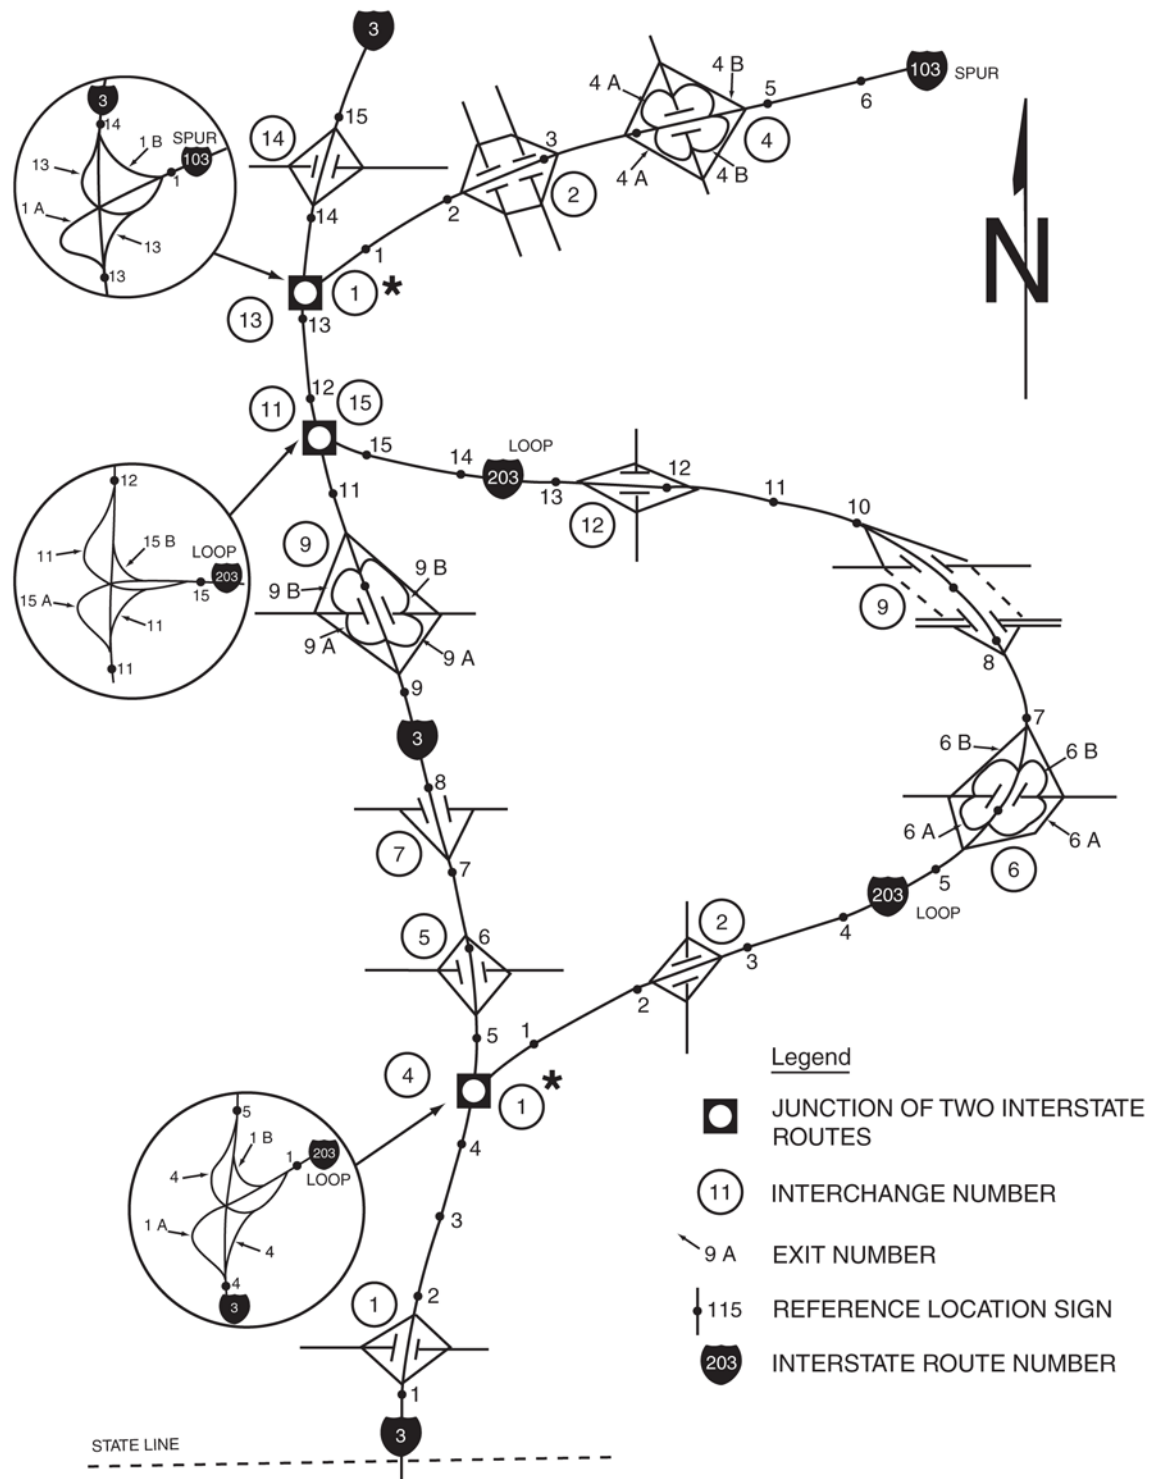 3
4 B
4 A
5
6
103
SPUR
3
14
1 B
SPUR
103
1
13
1 A
13
13
15
14
3
2
4 A
4 B
4
2
14
1
1 *
13
13
N
12
11
15
15
14
LOOP
203
13
12
12
11
10
11
9
9 B
9 B
9 A
9 A
9
12
11
15 B
LOOP
203
15
15 A
11
11
9
8
7
6 B
6 B
6 A
6 A
6
3
8
7
7
5
203
LOOP
4
5
6
2
3
2
5
1
4
1 *
4
5
1 B
1
203
LOOP
4
1 A
4
4
3
3
1
2
1
3
STATE LINE
Legend
JUNCTION OF TWO INTERSTATE
ROUTES
11 INTERCHANGE NUMBER
9 A EXIT NUMBER
115 REFERENCE LOCATION SIGN
203 INTERSTATE ROUTE NUMBER